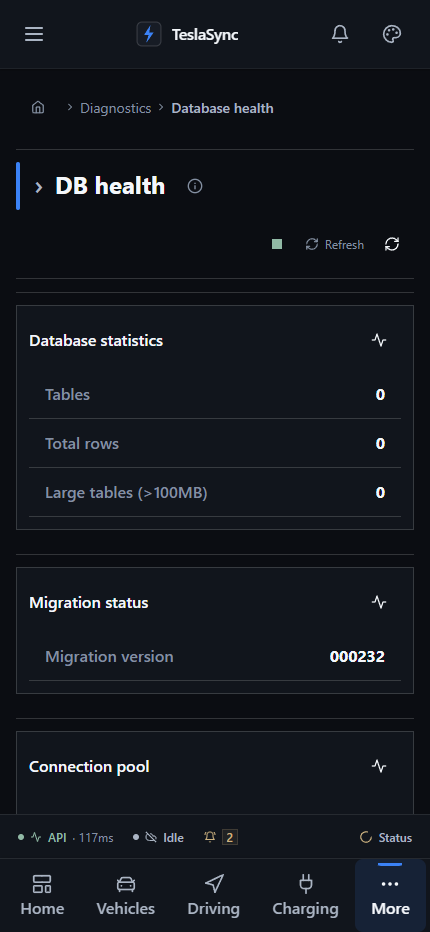 TeslaSync
Diagnostics › Database health
› DB health
Refresh
Database statistics
Tables 0
Total rows 0
Large tables (>100MB) 0
Migration status
Migration version 000232
Connection pool
API · 117ms Idle 2 Status
Home Vehicles Driving Charging More